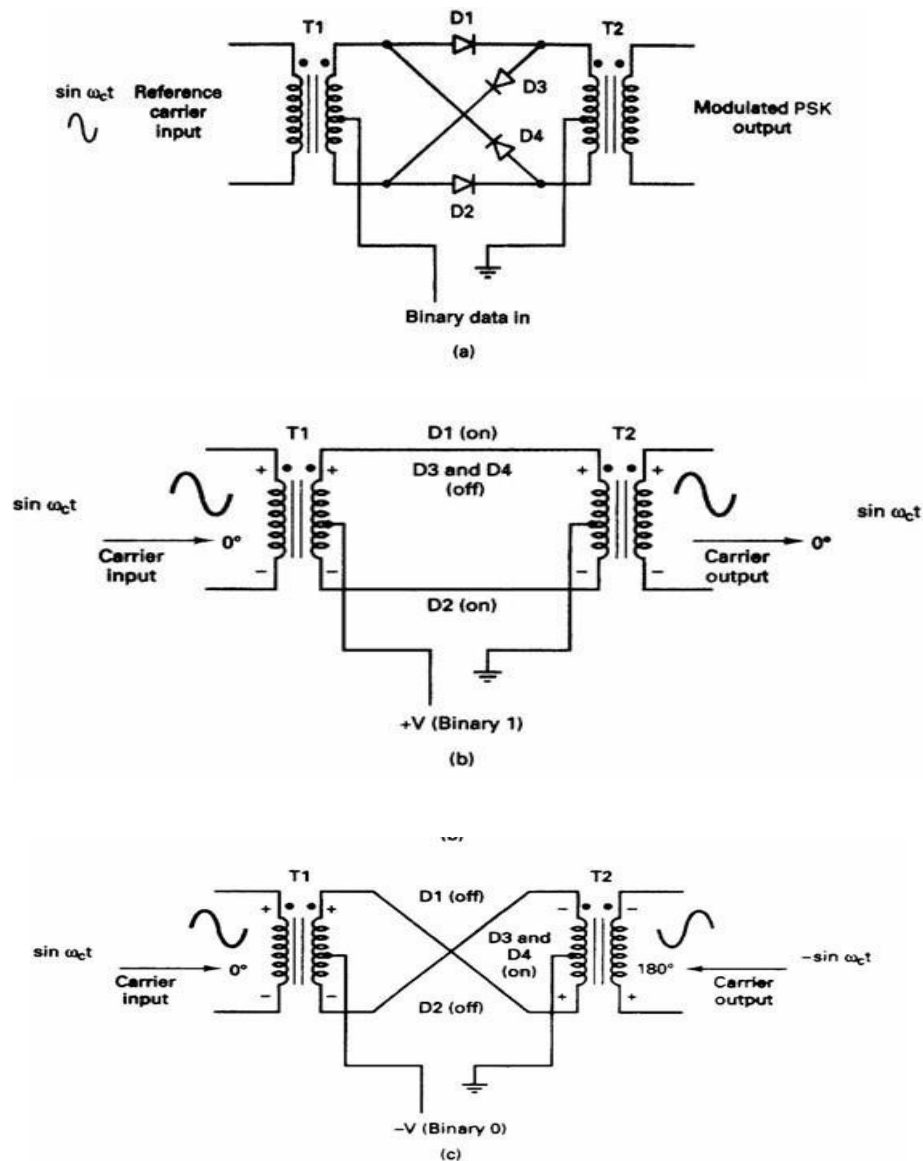 D1
T1
T2
D3
sin ωct
Reference
carrier
input
Modulated PSK
output
D4
D2
Binary data in
(a)
T1
D1 (on)
T2
D3 and D4
(off)
+
+
+
+
sin ωct
sin ωct
0°
Carrier
input
Carrier
output
0°
−
−
−
−
D2 (on)
+V (Binary 1)
(b)
T1
D1 (off)
T2
+
+
−
−
sin ωct
D3 and
D4
(on)
−sin ωct
0°
180°
Carrier
input
Carrier
output
−
−
D2 (off)
+
+
−V (Binary 0)
(c)